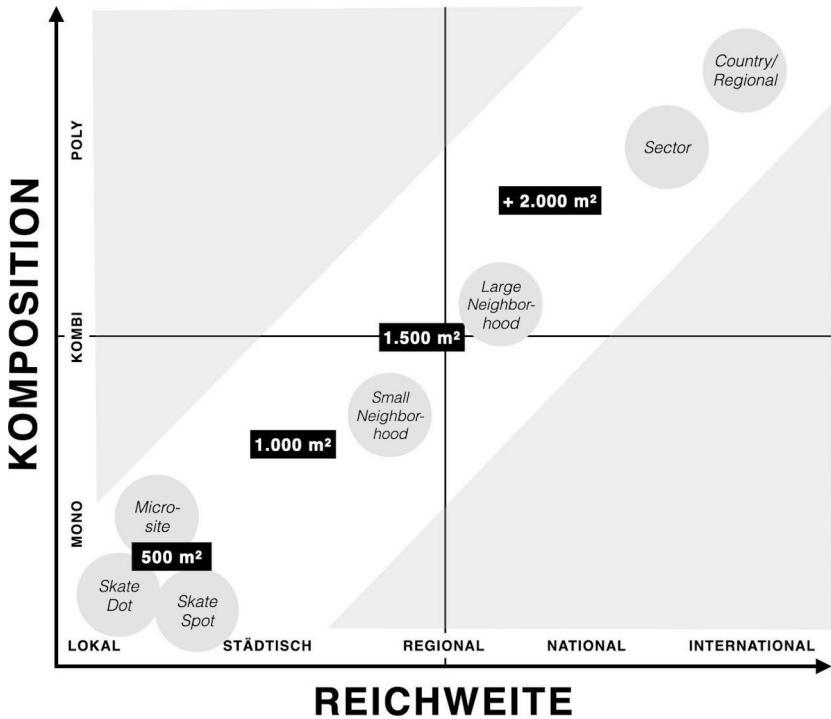 Country/
Regional
POLY
Sector
+ 2.000 m²
KOMPOSITION
Large
Neighbor-
hood
KOMBI
1.500 m²
Small
Neighbor-
hood
1.000 m²
Micro-
site
MONO
500 m²
Skate
Dot
Skate
Spot
LOKAL STÄDTISCH REGIONAL NATIONAL INTERNATIONAL
REICHWEITE